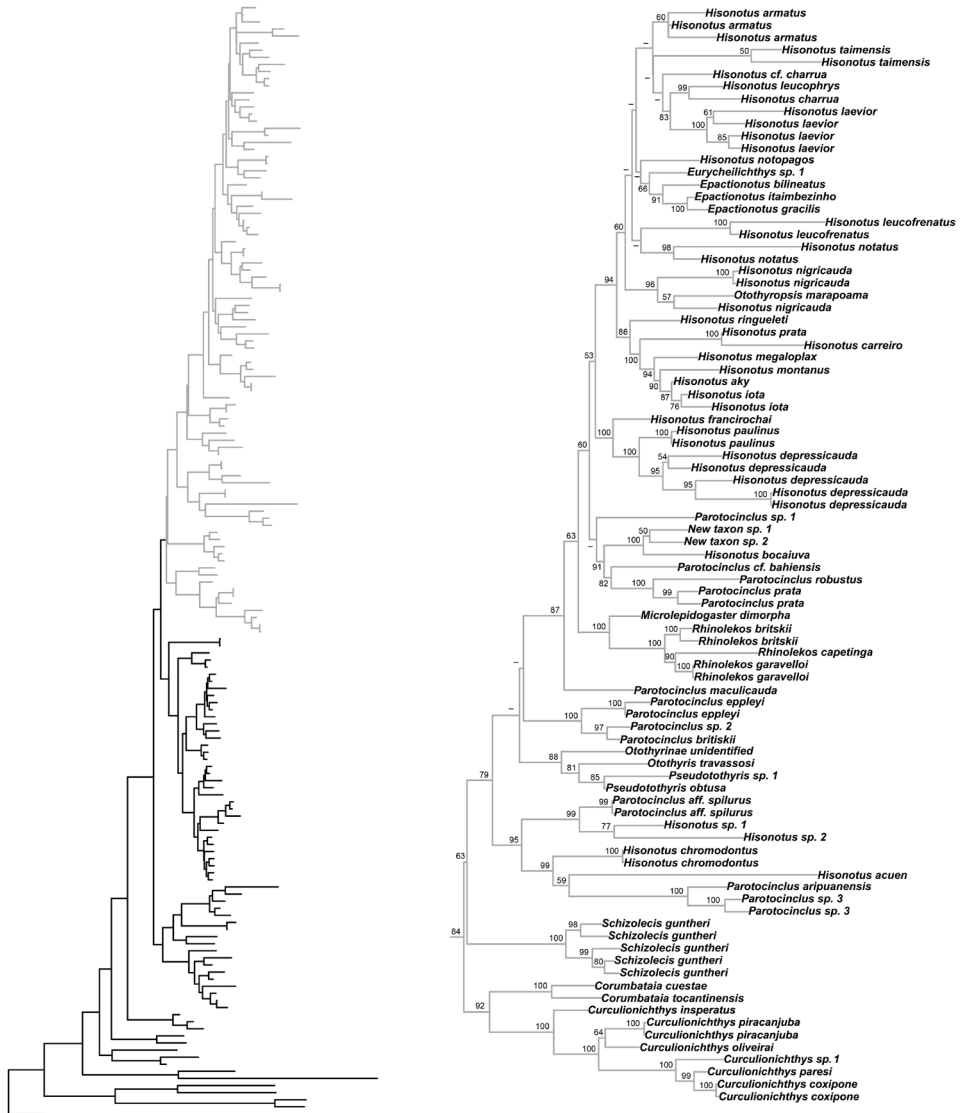 60
Hisonotus armatus
Hisonotus armatus
Hisonotus armatus
50
Hisonotus taimensis
Hisonotus taimensis
Hisonotus cf. charrua
99
Hisonotus leucophrys
Hisonotus charrua
83
61
Hisonotus laevior
100
Hisonotus laevior
85
Hisonotus laevior
Hisonotus laevior
Hisonotus notopagos
Eurycheilichthys sp. 1
66
Epactionotus bilineatus
91
Epactionotus itaimbezinho
100
Epactionotus gracilis
100
Hisonotus leucofrenatus
Hisonotus leucofrenatus
60
98
Hisonotus notatus
Hisonotus notatus
100
Hisonotus nigricauda
Hisonotus nigricauda
94
96
57
Otothyropsis marapoama
Hisonotus nigricauda
86
Hisonotus ringueleti
100
Hisonotus prata
Hisonotus carreiro
100
Hisonotus megaloplax
94
Hisonotus montanus
90
Hisonotus aky
87
Hisonotus iota
76
Hisonotus iota
53
Hisonotus francirochai
100
100
Hisonotus paulinus
Hisonotus paulinus
100
54
Hisonotus depressicauda
Hisonotus depressicauda
95
95
Hisonotus depressicauda
100
Hisonotus depressicauda
Hisonotus depressicauda
60
Parotocinclus sp. 1
50
New taxon sp. 1
New taxon sp. 2
100
Hisonotus bocaiuva
91
Parotocinclus cf. bahiensis
82
100
Parotocinclus robustus
99
Parotocinclus prata
Parotocinclus prata
63
Microlepidogaster dimorpha
100
100
Rhinolekos britskii
Rhinolekos britskii
100
90
Rhinolekos capetinga
100
Rhinolekos garavelloi
Rhinolekos garavelloi
87
Parotocinclus maculicauda
100
Parotocinclus eppleyi
Parotocinclus eppleyi
100
97
Parotocinclus sp. 2
Parotocinclus britiskii
88
Otothyrinae unidentified
81
Otothyris travassosi
85
Pseudotothyris sp. 1
Pseudotothyris obtusa
79
99
Parotocinclus aff. spilurus
Parotocinclus aff. spilurus
99
77
Hisonotus sp. 1
Hisonotus sp. 2
95
100
Hisonotus chromodontus
Hisonotus chromodontus
99
59
Hisonotus acuen
100
Parotocinclus aripuanensis
100
Parotocinclus sp. 3
Parotocinclus sp. 3
63
98
Schizolecis guntheri
Schizolecis guntheri
100
99
Schizolecis guntheri
80
Schizolecis guntheri
Schizolecis guntheri
84
100
Corumbataia cuestae
Corumbataia tocantinensis
92
Curculionichthys insperatus
100
100
Curculionichthys piracanjuba
Curculionichthys piracanjuba
64
Curculionichthys oliveirai
100
100
Curculionichthys sp. 1
99
Curculionichthys paresi
100
Curculionichthys coxipone
Curculionichthys coxipone